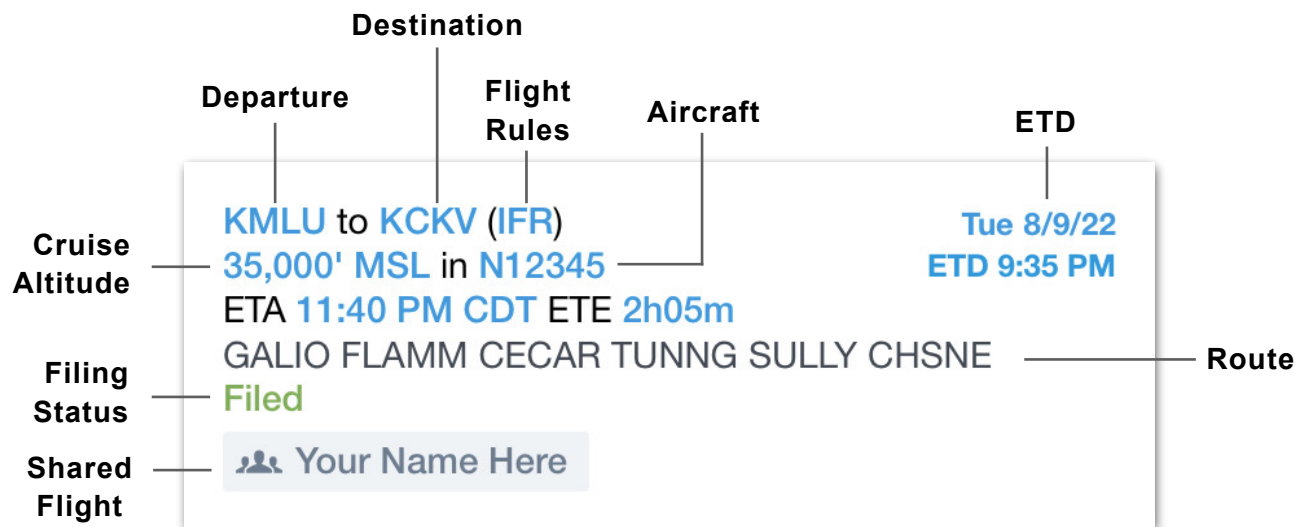 Destination
Departure
Flight
Rules
Aircraft
ETD
KMLU to KCKV (IFR)
Tue 8/9/22
Cruise
Altitude
35,000' MSL in N12345
ETD 9:35 PM
ETA 11:40 PM CDT ETE 2h05m
GALIO FLAMM CECAR TUNNG SULLY CHSNE
Route
Filing
Status
Filed
Shared
Flight
Your Name Here